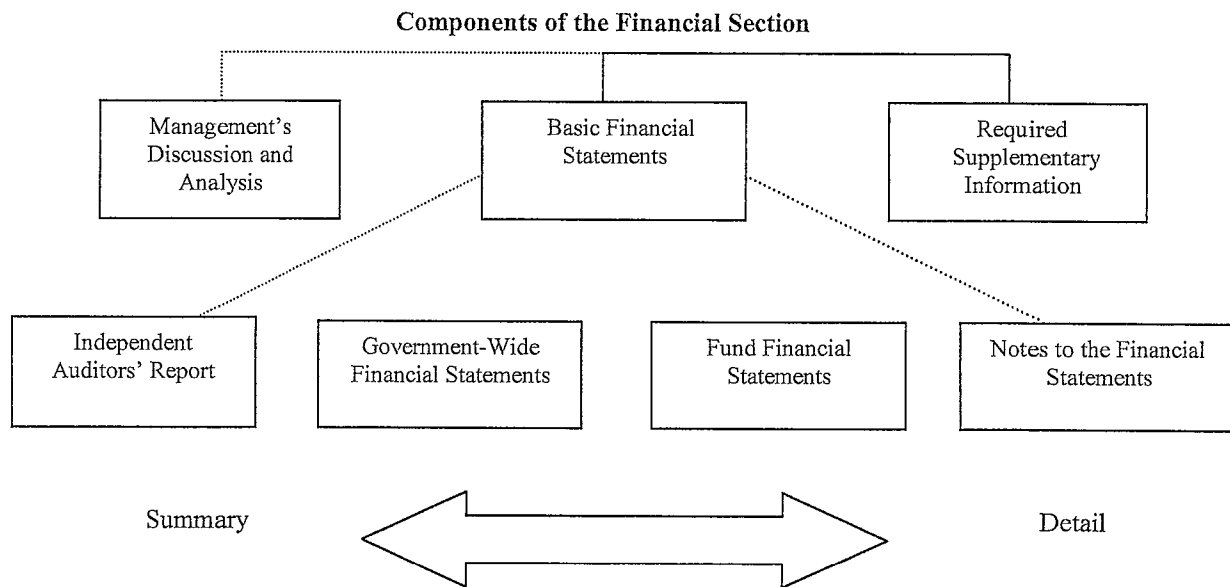 Components of the Financial Section
Management's
Discussion and
Analysis
Basic Financial
Statements
Required
Supplementary
Information
Independent
Auditors' Report
Government-Wide
Financial Statements
Fund Financial
Statements
Notes to the Financial
Statements
Summary
Detail